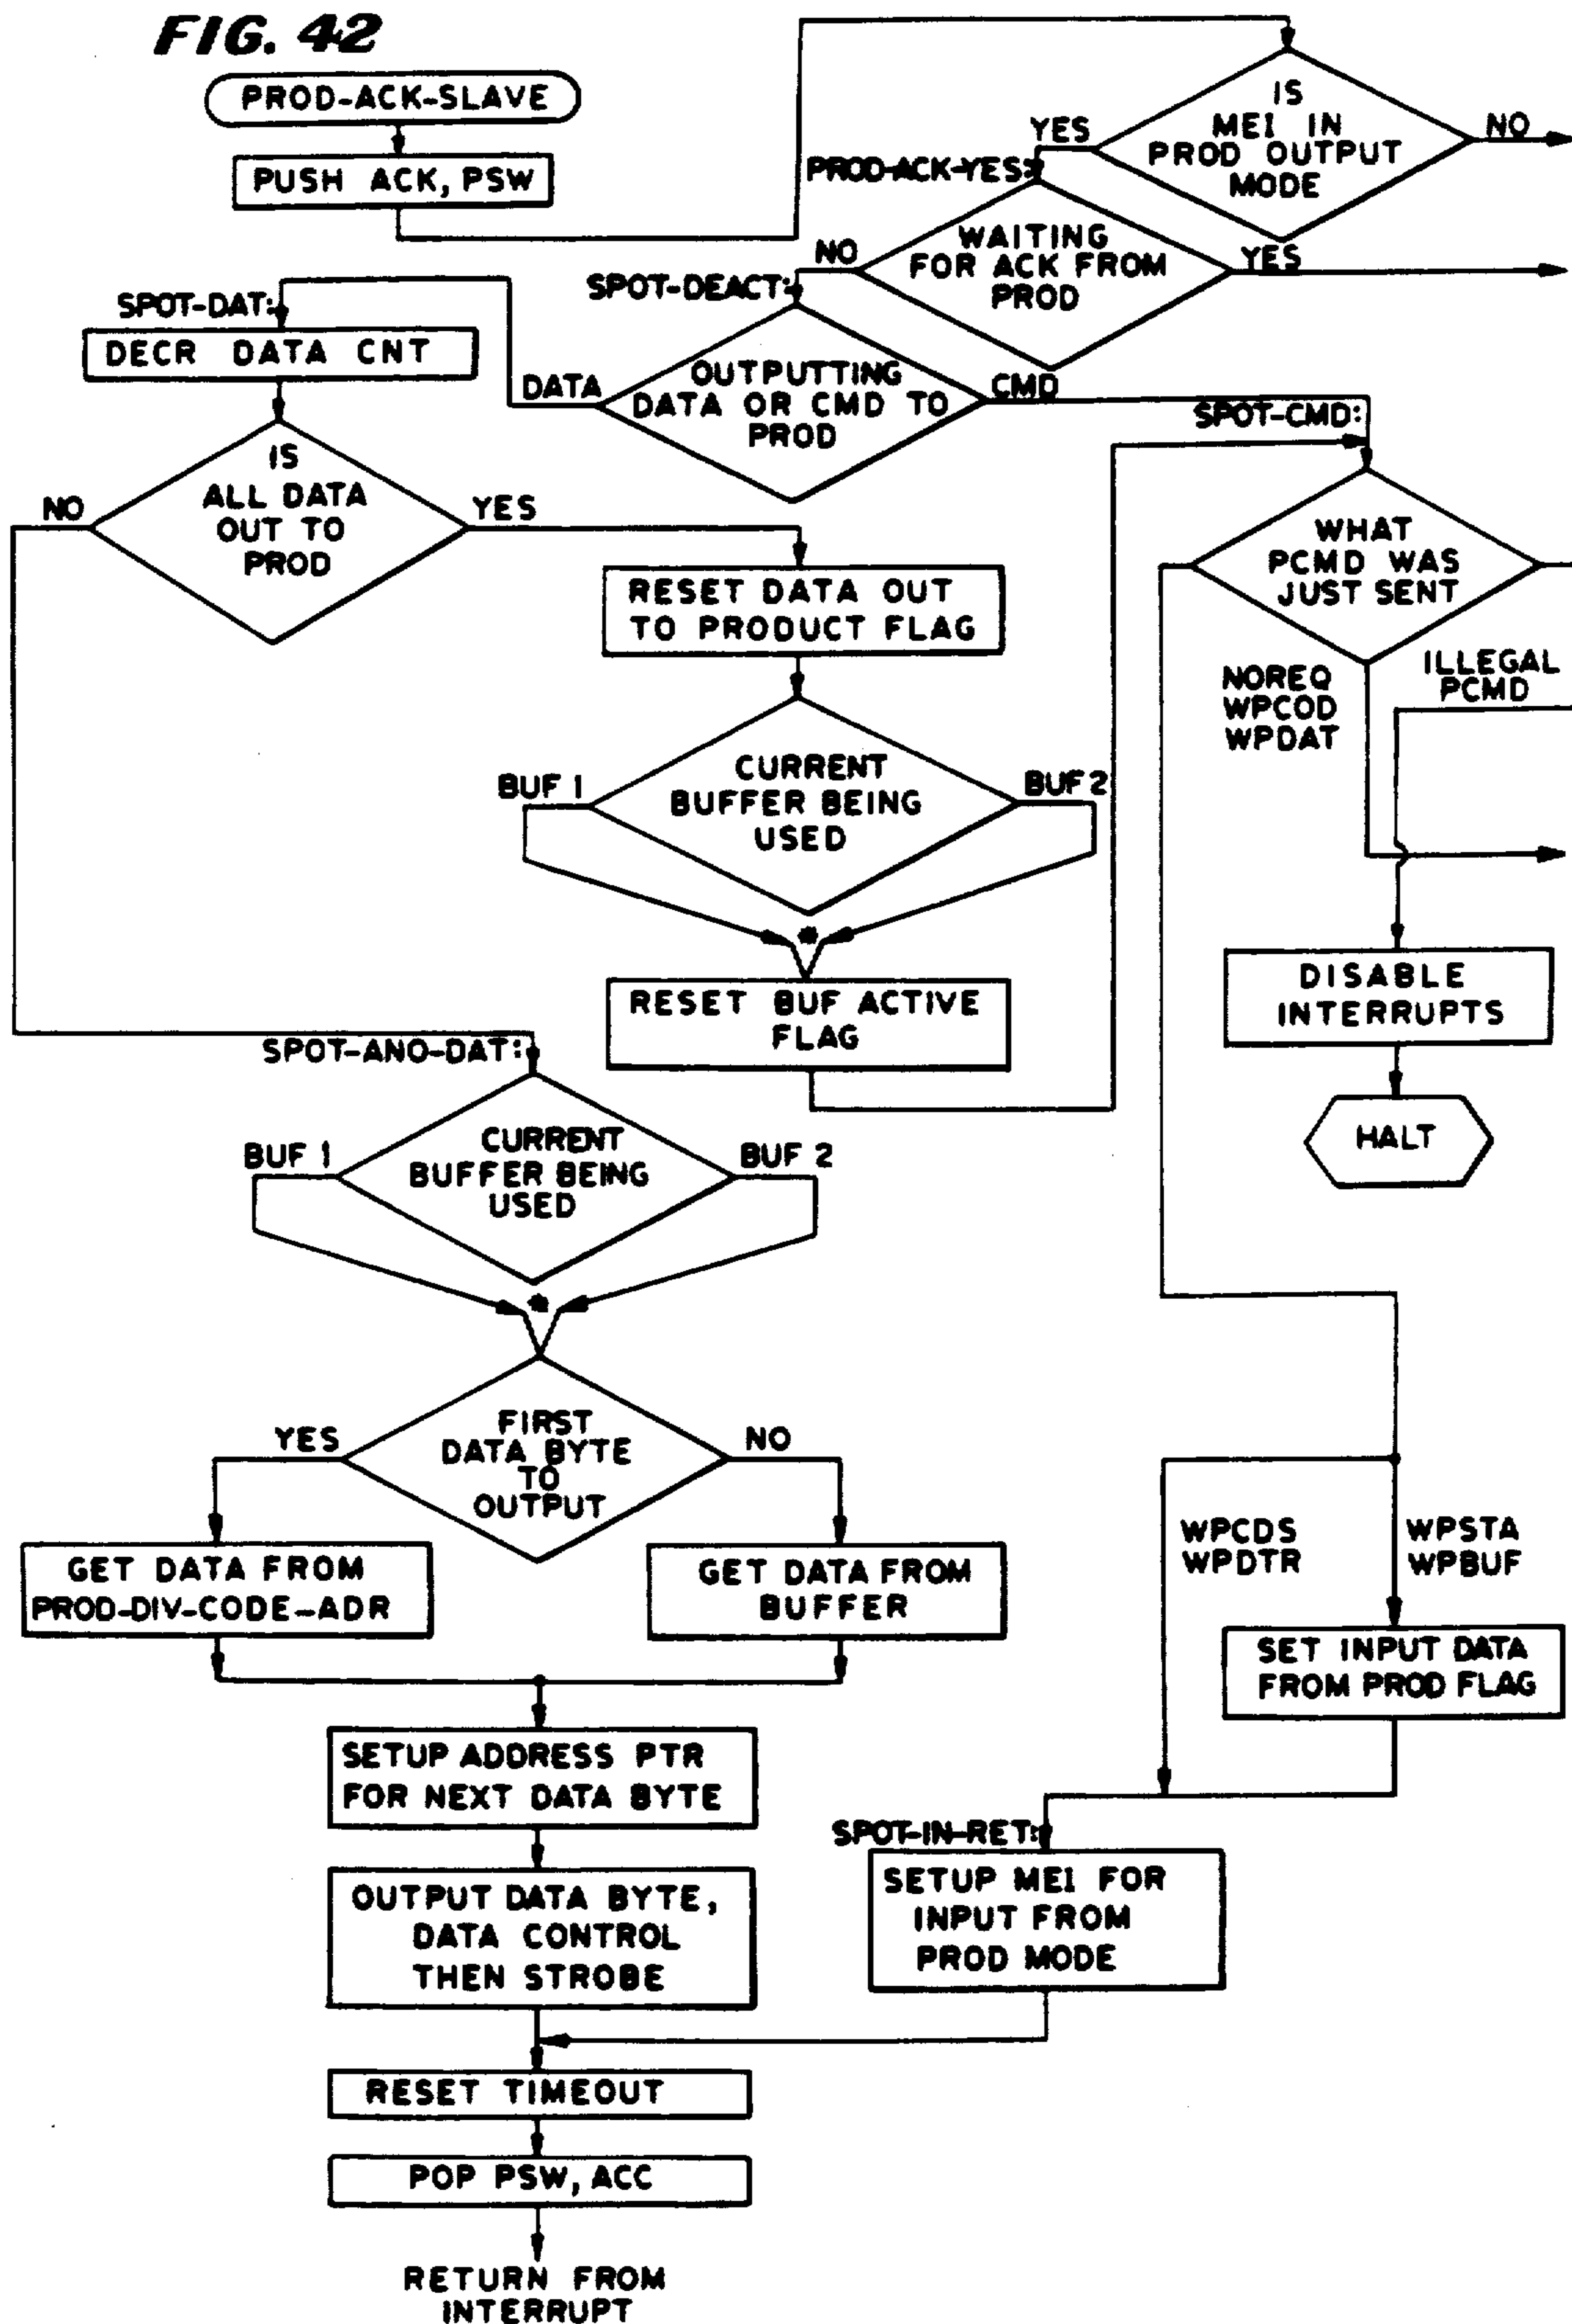 FIG. 42
PROD-ACK-SLAVE
PUSH ACK, PSW
IS
MEI IN
PROD OUTPUT
MODE
YES
NO
PROD-ACK-YES:
WAITING
FOR ACK FROM
PROD
NO
YES
SPOT-DEACT:
OUTPUTTING
DATA OR CMD TO
PROD
DATA
CMD
SPOT-DAT:
DECR DATA CNT
IS
ALL DATA
OUT TO
PROD
NO
YES
SPOT-CMD:
WHAT
PCMD WAS
JUST SENT
NOREQ
WPCOD
WPDAT
ILLEGAL
PCMD
RESET DATA OUT
TO PRODUCT FLAG
CURRENT
BUFFER BEING
USED
BUF 1
BUF 2
*
RESET BUF ACTIVE
FLAG
DISABLE
INTERRUPTS
HALT
SPOT-ANO-DAT:
CURRENT
BUFFER BEING
USED
BUF 1
BUF 2
*
FIRST
DATA BYTE
TO
OUTPUT
YES
NO
GET DATA FROM
PROD-DIV-CODE-ADR
GET DATA FROM
BUFFER
WPCDS
WPDTR
WPSTA
WPBUF
SET INPUT DATA
FROM PROD FLAG
SETUP ADDRESS PTR
FOR NEXT DATA BYTE
SPOT-IN-RET:
SETUP MEI FOR
INPUT FROM
PROD MODE
OUTPUT DATA BYTE,
DATA CONTROL
THEN STROBE
RESET TIMEOUT
POP PSW, ACC
RETURN FROM
INTERRUPT